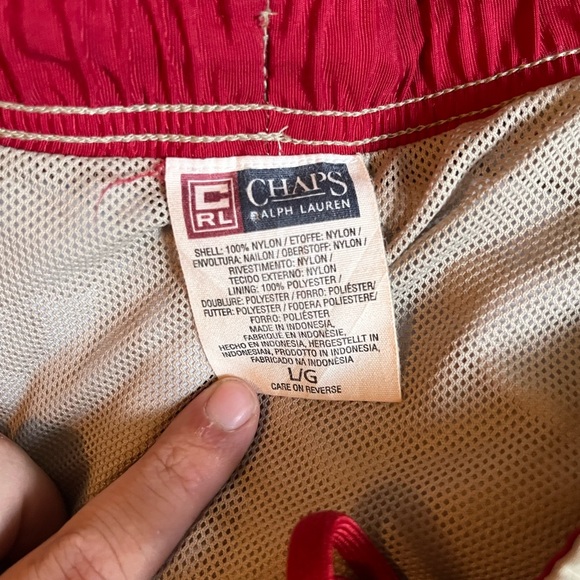 C
RL
CHAPS
RALPH LAUREN
SHELL: 100% NYLON / ETOFFE: NYLON /
ENVOLTURA: NAILON / OBERSTOFF: NYLON /
RIVESTIMENTO: NYLON /
TECIDO EXTERNO: NYLON
LINING: 100% POLYESTER /
DOUBLURE: POLYESTER / FORRO: POLIÉSTER/
FUTTER: POLYESTER / FODERA POLIESTERE/
FORRO: POLIÉSTER
MADE IN INDONESIA,
FABRIQUÉ EN INDONÉSIE,
HECHO EN INDONESIA, HERGESTELLT IN
INDONESIAN, PRODOTTO IN INDONESIA,
FABRICADO NA INDONÉSIA
L/G
CARE ON REVERSE